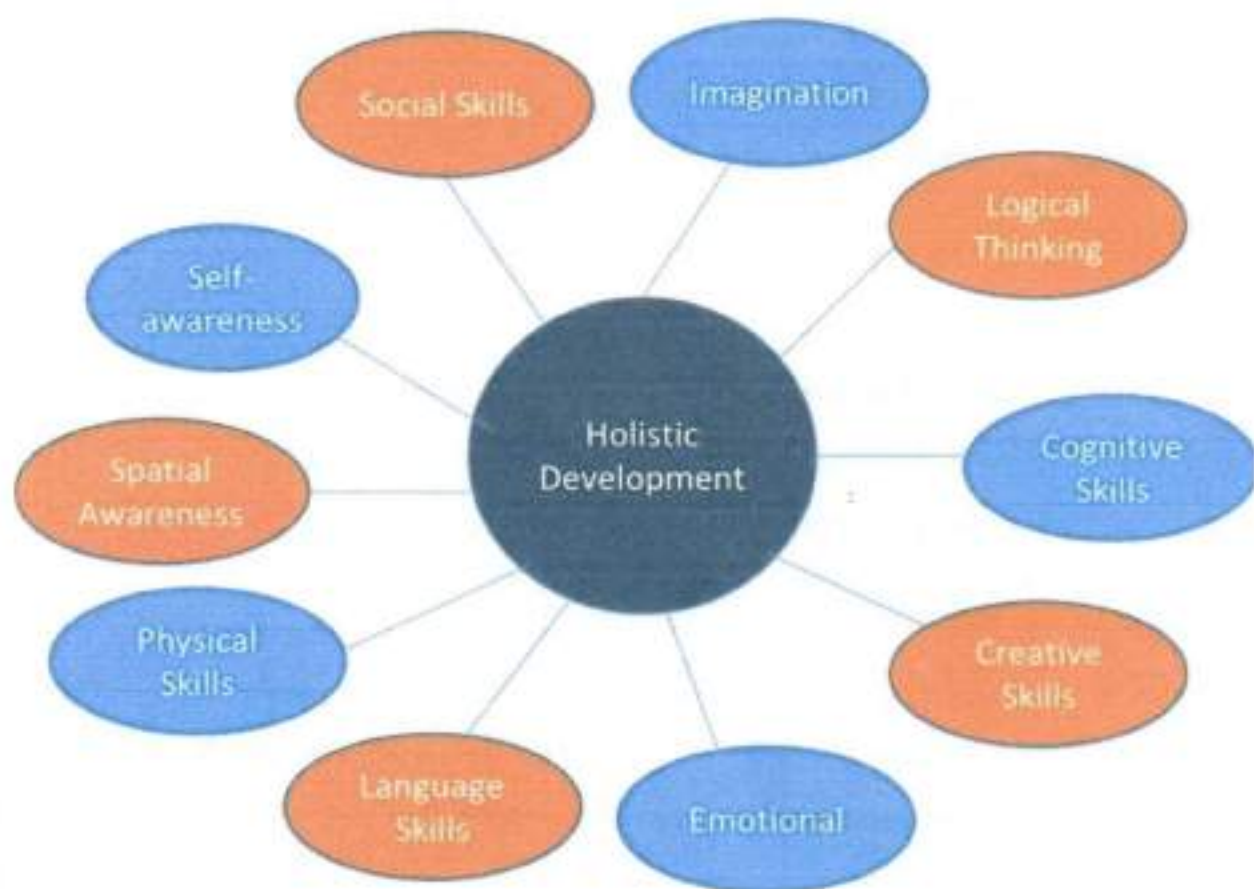 Social Skills
Imagination
Logical
Thinking
Self-
awareness
Holistic
Development
Cognitive
Skills
Spatial
Awareness
Physical
Skills
Creative
Skills
Language
Skills
Emotional